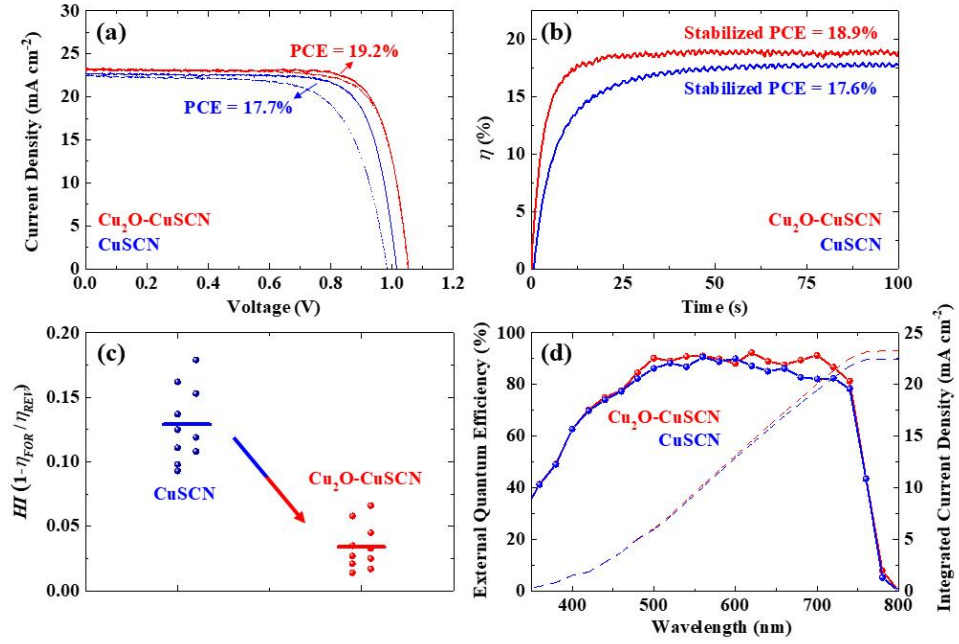 (a)
PCE = 19.2%
PCE = 17.7%
Cu₂O-CuSCN
CuSCN
30
25
20
15
10
5
0
0.0 0.2 0.4 0.6 0.8 1.0 1.2
Voltage (V)
Current Density (mA cm⁻²)
(b)
Stabilized PCE = 18.9%
Stabilized PCE = 17.6%
Cu₂O-CuSCN
CuSCN
20
15
10
5
0
0 25 50 75 100
Time (s)
η (%)
(c)
CuSCN
Cu₂O-CuSCN
0.20
0.15
0.10
0.05
0.00
HI (1-η_FOR / η_REV)
(d)
Cu₂O-CuSCN
CuSCN
100
90
80
70
60
50
40
30
20
10
0
400 500 600 700 800
Wavelength (nm)
External Quantum Efficiency (%)
25
20
15
10
5
0
Integrated Current Density (mA cm⁻²)